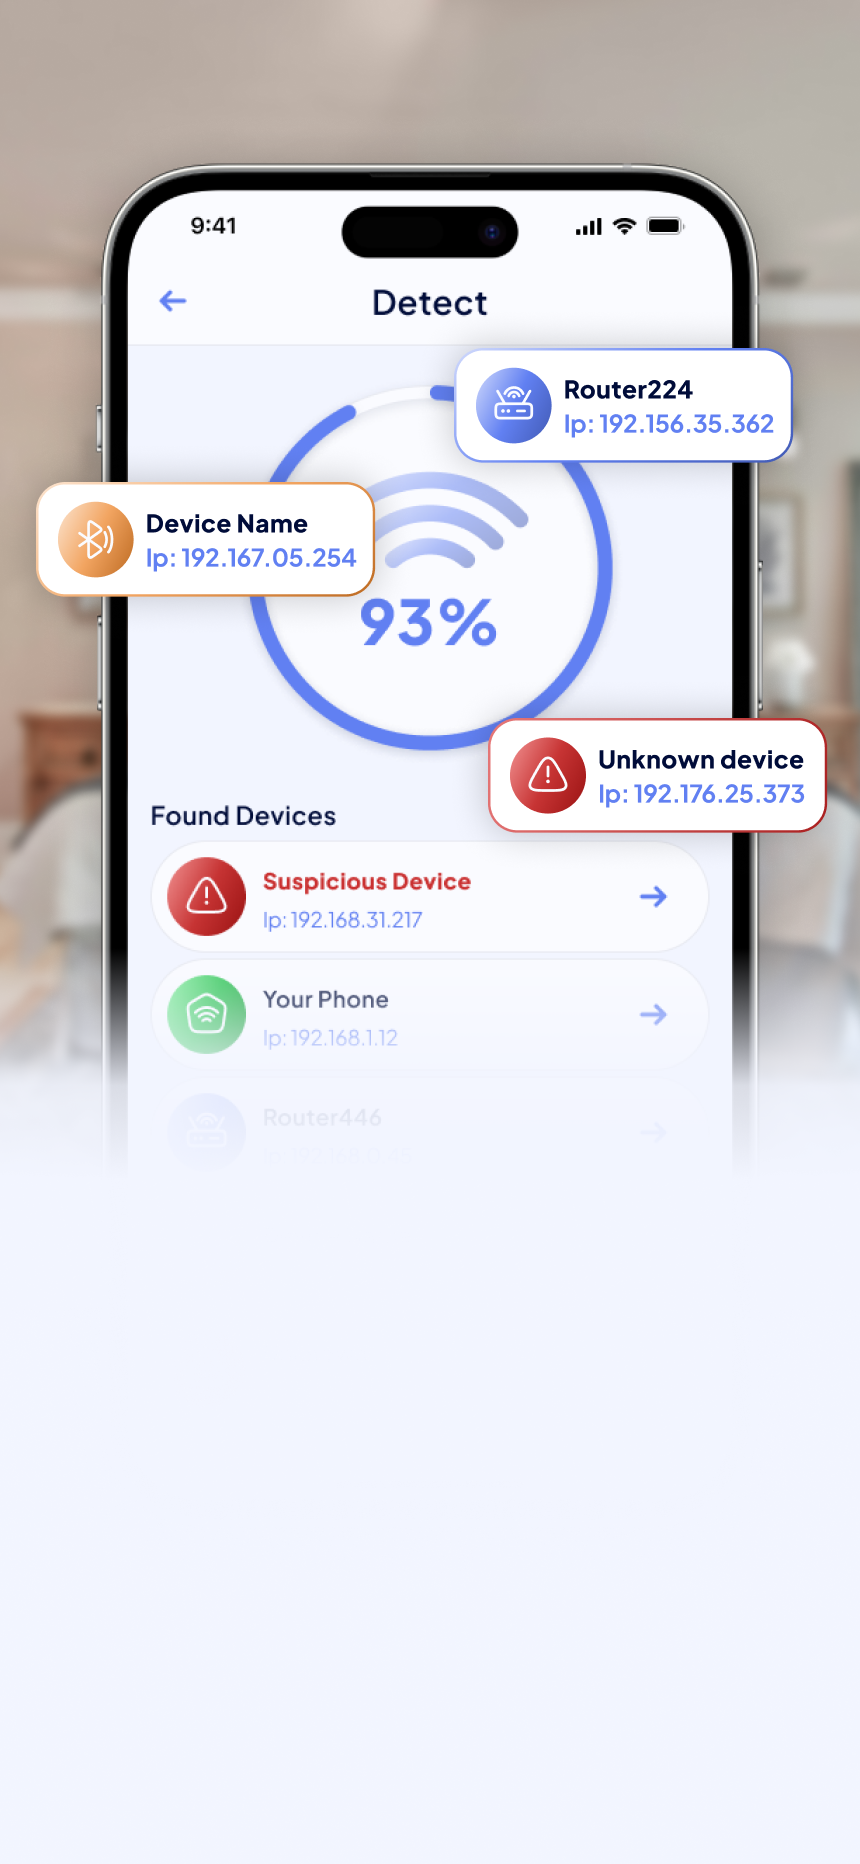 9:41
Detect
Router224
Ip: 192.156.35.362
Device Name
Ip: 192.167.05.254
93%
Unknown device
Ip: 192.176.25.373
Found Devices
Suspicious Device
Ip: 192.168.31.217
Your Phone
Ip: 192.168.1.12
Router446